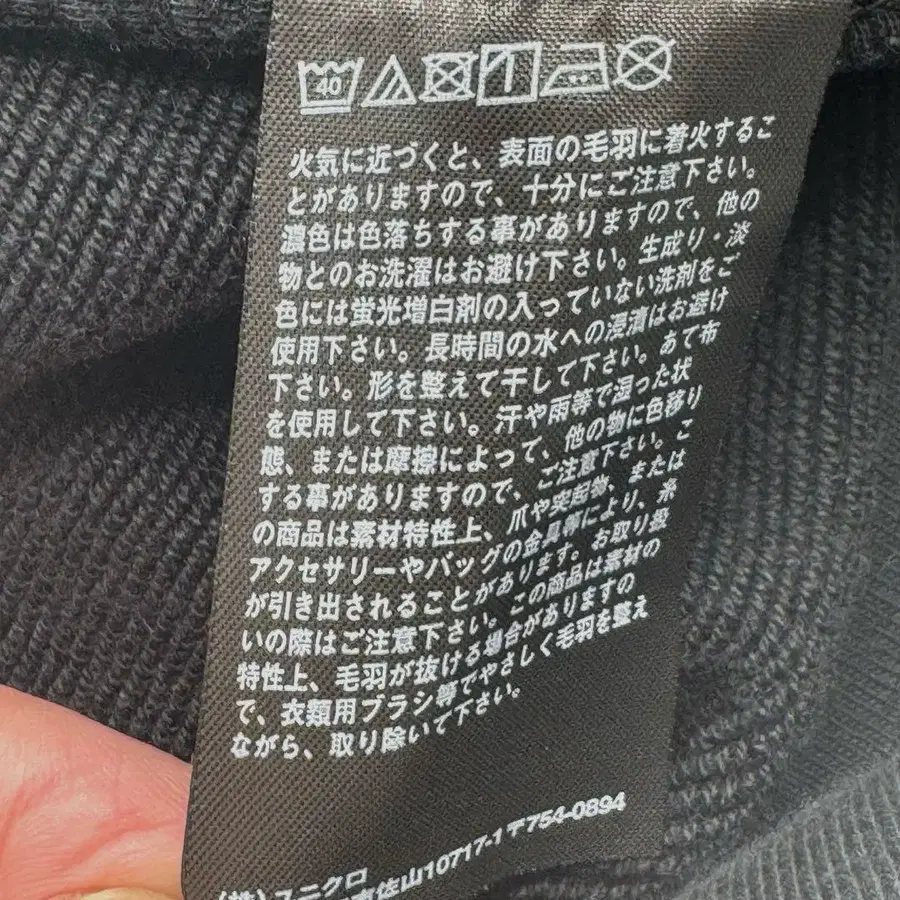 40
火気に近づくと、表面の毛羽に着火するこ
とがありますので、十分にご注意下さい。
濃色は色落ちする事がありますので、他の
物とのお洗濯はお避け下さい。生成り・淡
色には蛍光増白剤の入っていない洗剤をご
使用下さい。長時間の水への浸漬はお避け
下さい。形を整えて干して下さい。あて布
を使用して下さい。汗や雨等で湿った状
態、または摩擦によって、他の物に色移り
する事がありますので、ご注意下さい。こ
の商品は素材特性上、爪や突起物、または
アクセサリーやバッグの金具等により、糸
が引き出されることがあります。お取り扱
いの際はご注意下さい。この商品は素材の
特性上、毛羽が抜ける場合がありますの
で、衣類用ブラシ等でやさしく毛羽を整え
ながら、取り除いて下さい。
(株)ユニクロ
佐山10717-1〒754-0894